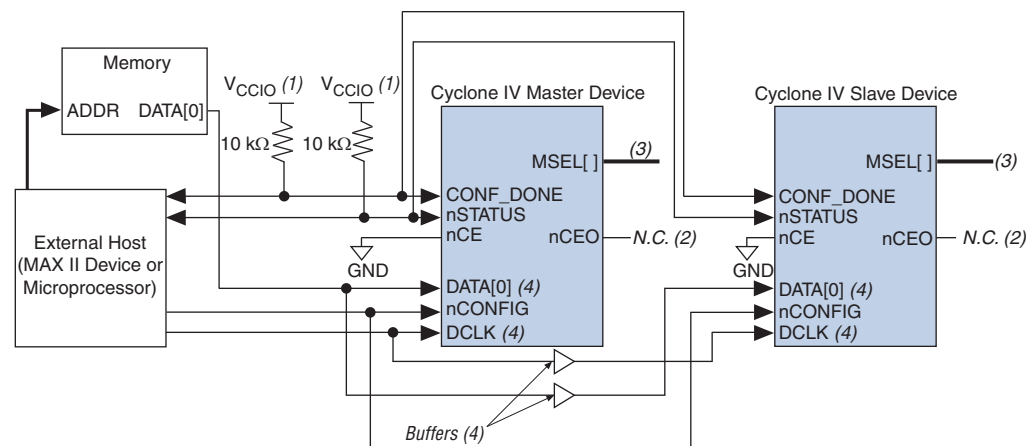 Memory
ADDR DATA[0]
External Host
(MAX II Device or
Microprocessor)
VCCIO (1)
10 kΩ
VCCIO (1)
10 kΩ
Cyclone IV Master Device
MSEL[ ]
(3)
CONF_DONE
nSTATUS
nCE
nCEO
N.C. (2)
GND
DATA[0] (4)
nCONFIG
DCLK (4)
Buffers (4)
Cyclone IV Slave Device
MSEL[ ]
(3)
CONF_DONE
nSTATUS
nCE
nCEO
N.C. (2)
GND
DATA[0] (4)
nCONFIG
DCLK (4)